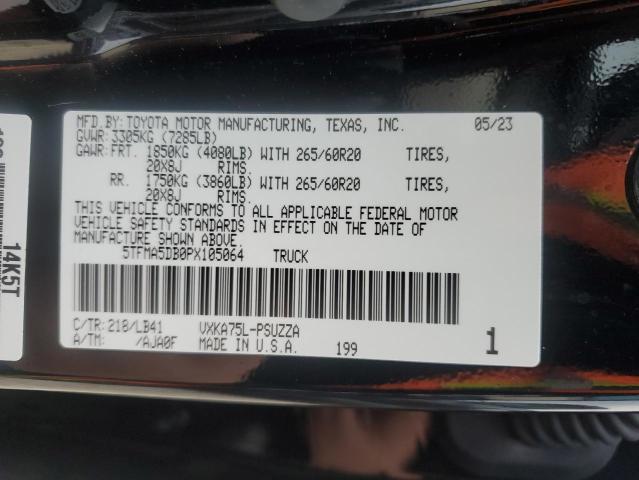 MFD.BY:TOYOTA MOTOR MANUFACTURING, TEXAS, INC. 05/23
GVWR: 3305KG (7285LB)
GAWR:FRT. 1850KG (4080LB) WITH 265/60R20 TIRES,
20X8J RIMS.
RR. 1750KG (3860LB) WITH 265/60R20 TIRES,
20X8J RIMS.
THIS VEHICLE CONFORMS TO ALL APPLICABLE FEDERAL MOTOR
VEHICLE SAFETY STANDARDS IN EFFECT ON THE DATE OF
MANUFACTURE SHOWN ABOVE.
5TFMA5DB0PX105064 TRUCK
C/TR:218/LB41 VXKA75L-PSUZZA
A/TM: /AJA0F MADE IN U.S.A. 199 1
14K5T